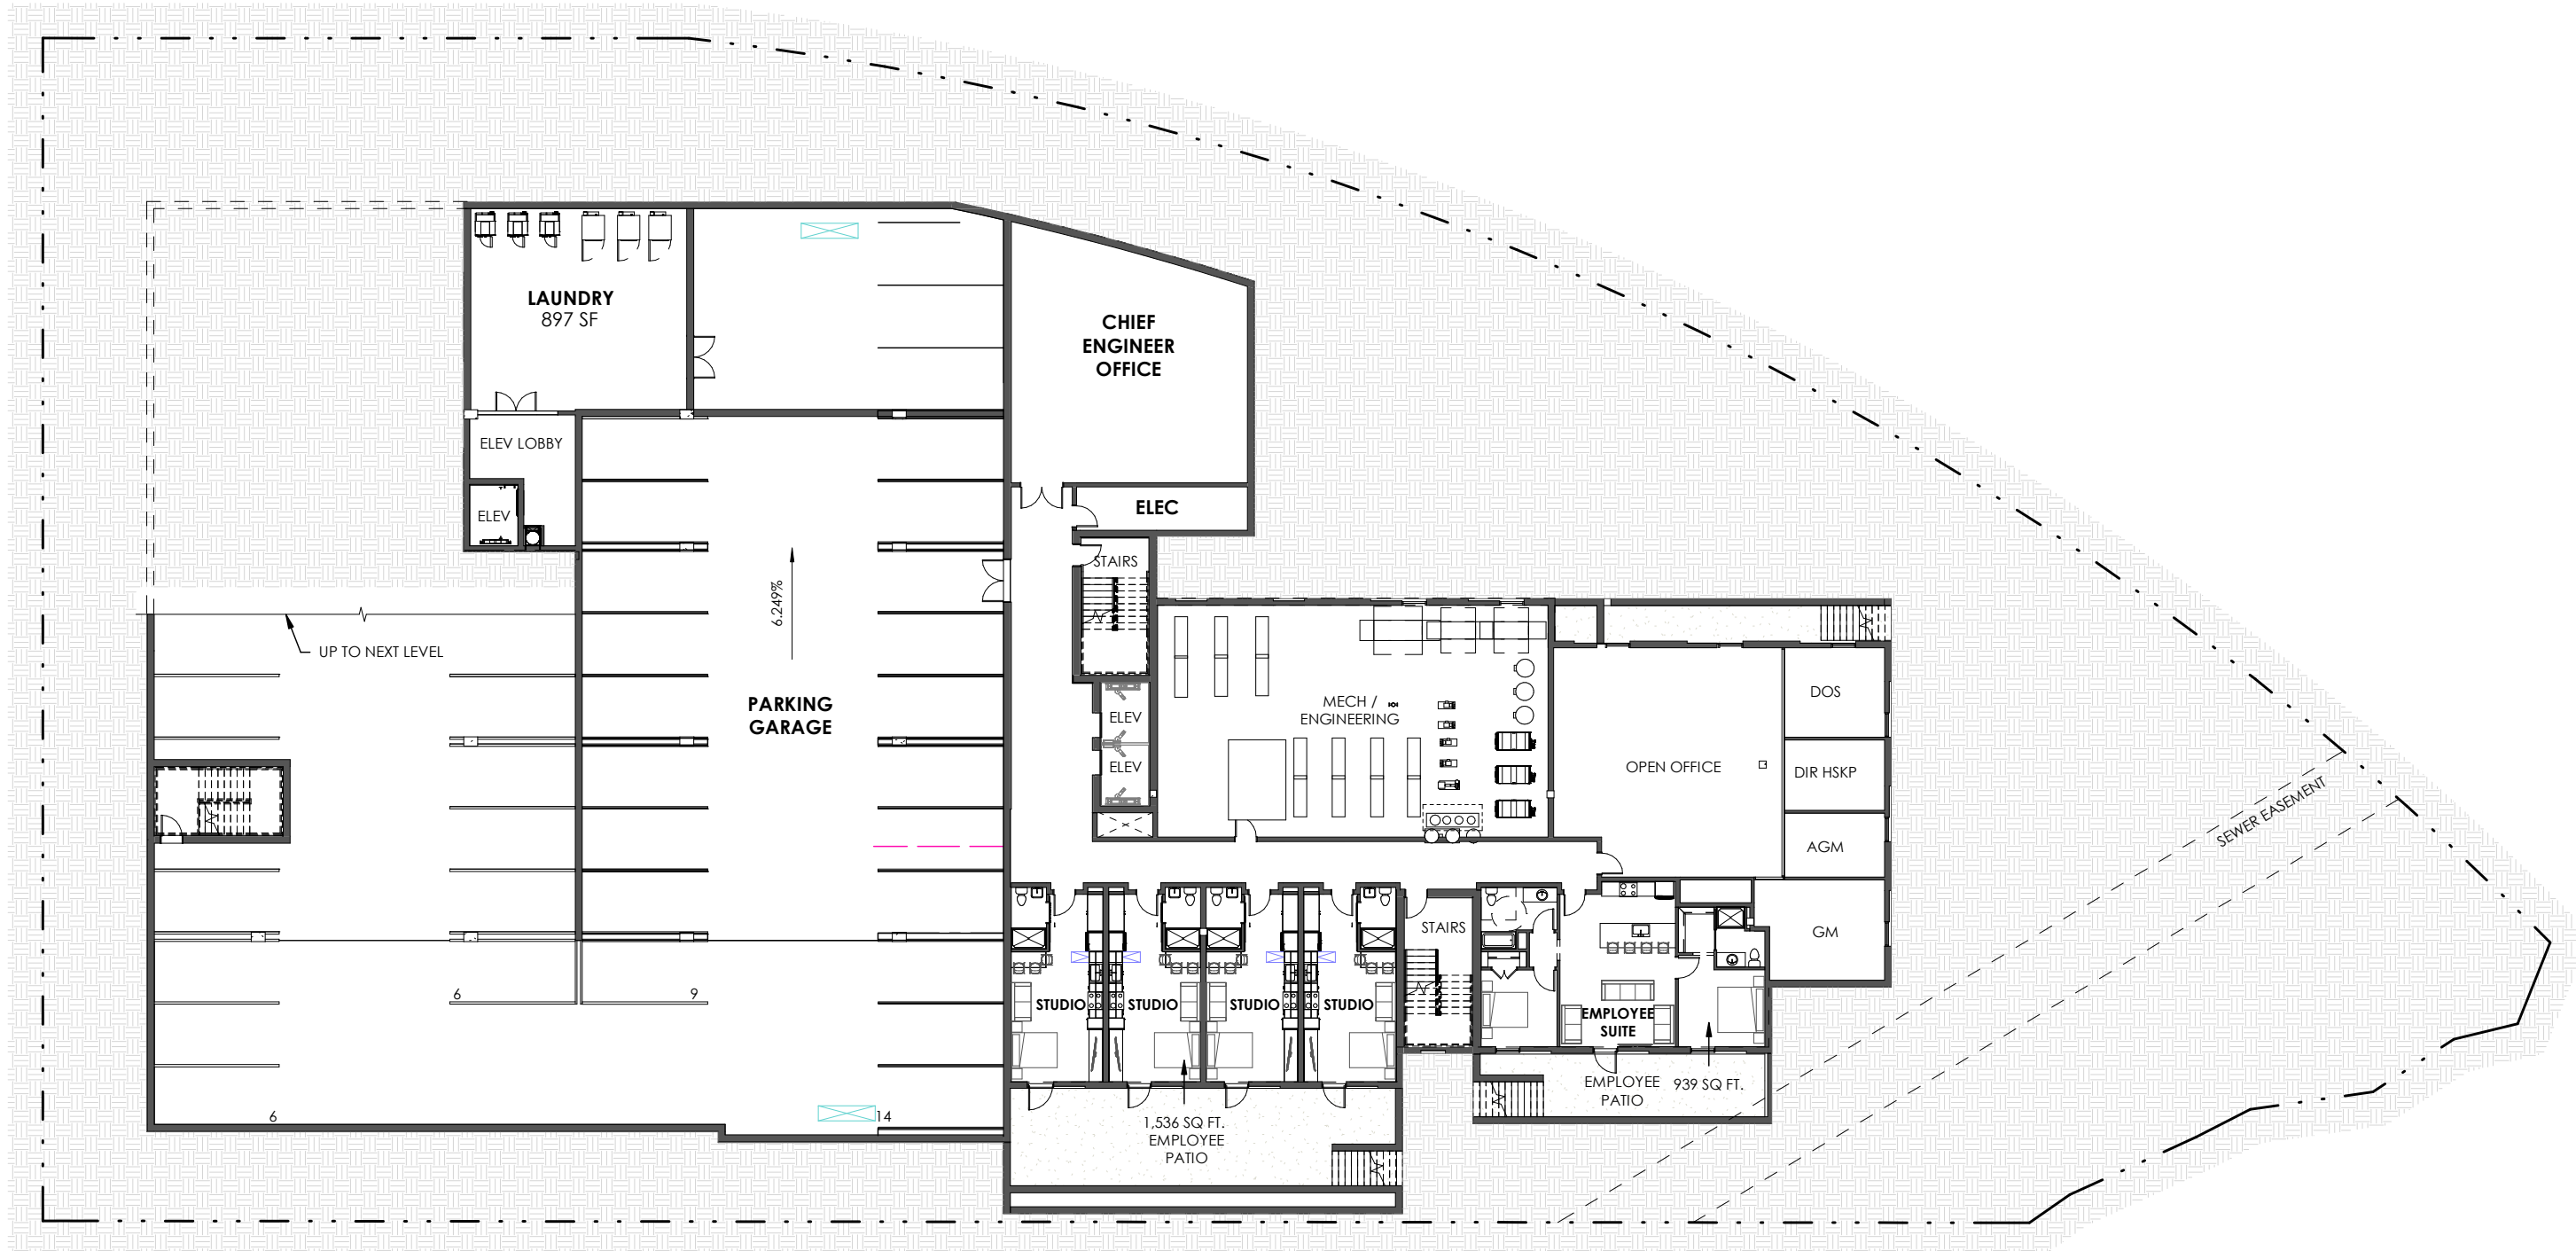 LAUNDRY
897 SF
CHIEF
ENGINEER
OFFICE
ELEV LOBBY
ELEV
ELEC
STAIRS
6.249%
UP TO NEXT LEVEL
PARKING
GARAGE
ELEV
ELEV
MECH /
ENGINEERING
OPEN OFFICE
DOS
DIR HSKP
AGM
GM
SEWER EASEMENT
STAIRS
6
9
STUDIO
STUDIO
STUDIO
STUDIO
EMPLOYEE
SUITE
6
14
1,536 SQ FT.
EMPLOYEE
PATIO
EMPLOYEE
PATIO
939 SQ FT.